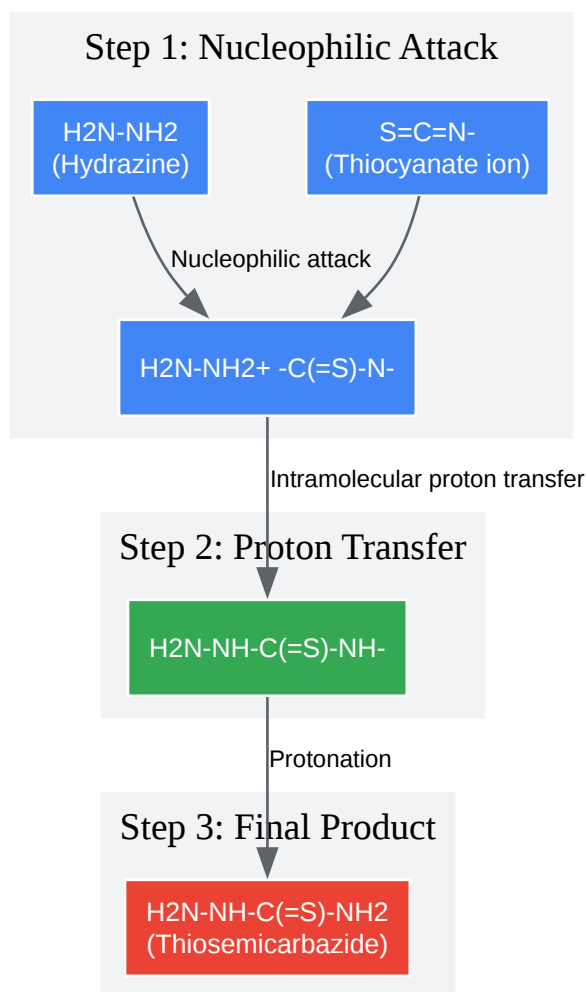 Step 1: Nucleophilic Attack
H2N-NH2
(Hydrazine)
S=C=N-
(Thiocyanate ion)
Nucleophilic attack
H2N-NH2+ -C(=S)-N-
Intramolecular proton transfer
Step 2: Proton Transfer
H2N-NH-C(=S)-NH-
Protonation
Step 3: Final Product
H2N-NH-C(=S)-NH2
(Thiosemicarbazide)